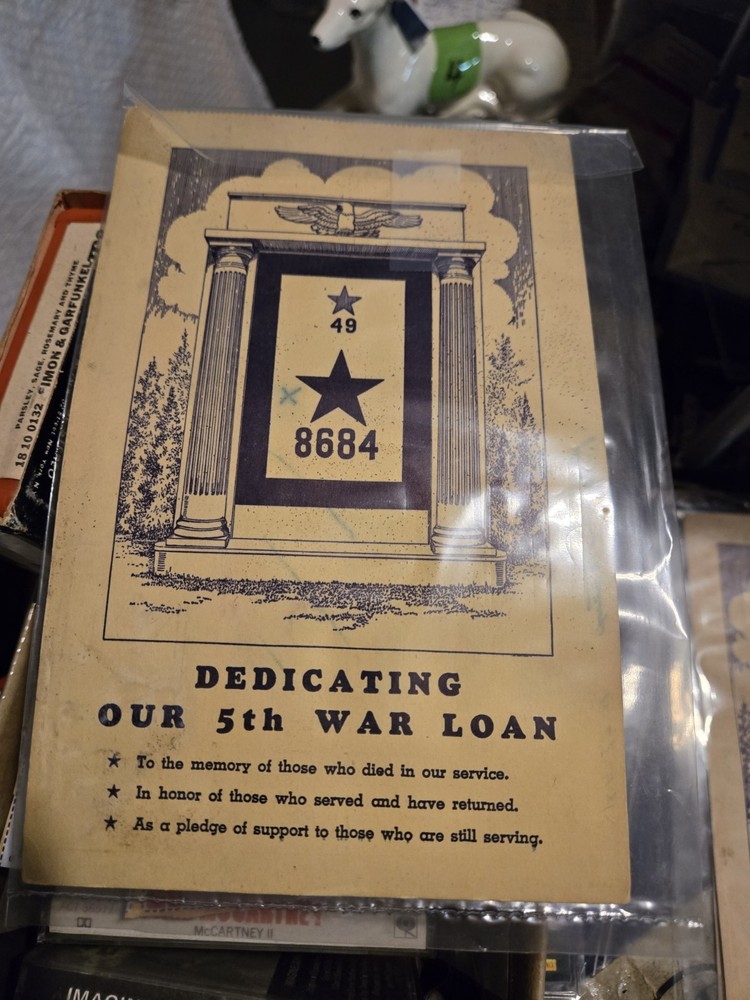 4
PARSLEY, SAGE, ROSEMARY AND THYME
18 10 0132 SIMON & GARFUNKEL
49
8684
DEDICATING
OUR 5th WAR LOAN
★ To the memory of those who died in our service.
★ In honor of those who served and have returned.
★ As a pledge of support to those who are still serving.
McCARTNEY
McCARTNEY II